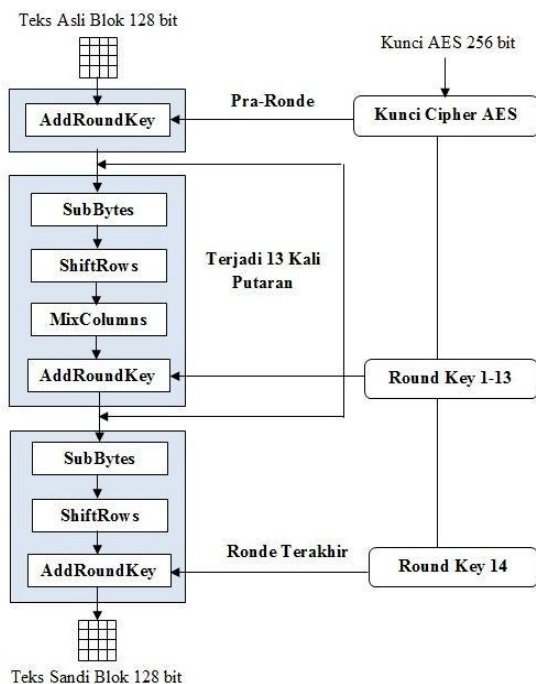 Teks Asli Blok 128 bit
Kunci AES 256 bit
Pra-Ronde
AddRoundKey
Kunci Cipher AES
SubBytes
ShiftRows
Terjadi 13 Kali
Putaran
MixColumns
AddRoundKey
Round Key 1-13
SubBytes
ShiftRows
Ronde Terakhir
AddRoundKey
Round Key 14
Teks Sandi Blok 128 bit